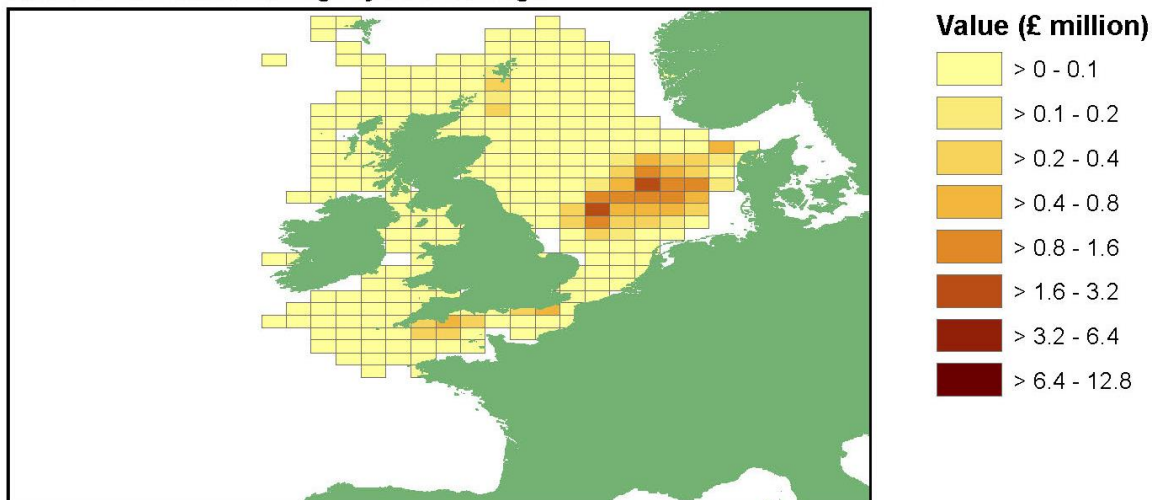 Value (£ million)
> 0 - 0.1
> 0.1 - 0.2
> 0.2 - 0.4
> 0.4 - 0.8
> 0.8 - 1.6
> 1.6 - 3.2
> 3.2 - 6.4
> 6.4 - 12.8